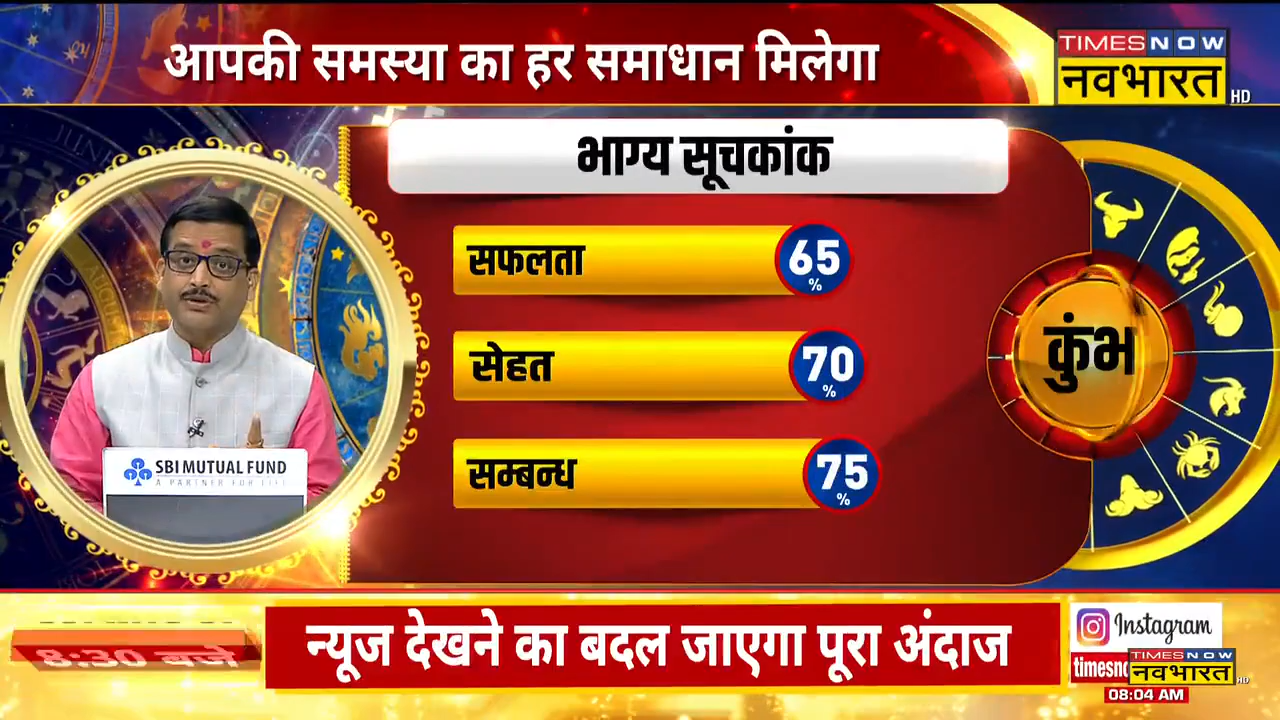 आपकी समस्या का हर समाधान मिलेगा
TIMES NOW
नवभारत
HD
भाग्य सूचकांक
सफलता 65%
सेहत 70%
सम्बन्ध 75%
कुंभ
SBI MUTUAL FUND
A PARTNER FOR LIFE
8:30 बजे
न्यूज देखने का बदल जाएगा पूरा अंदाज
Instagram
TIMES NOW
नवभारत
HD
08:04 AM